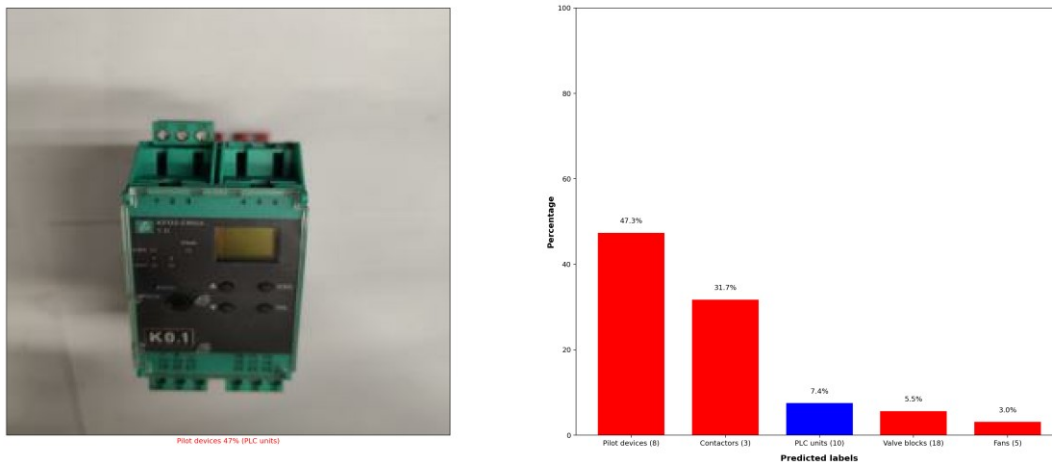 K0.1
Pilot devices 47% (PLC units)
100
80
60
40
20
0
Percentage
47.3%
31.7%
7.4%
5.5%
3.0%
Pilot devices (8)
Contactors (3)
PLC units (10)
Valve blocks (18)
Fans (5)
Predicted labels